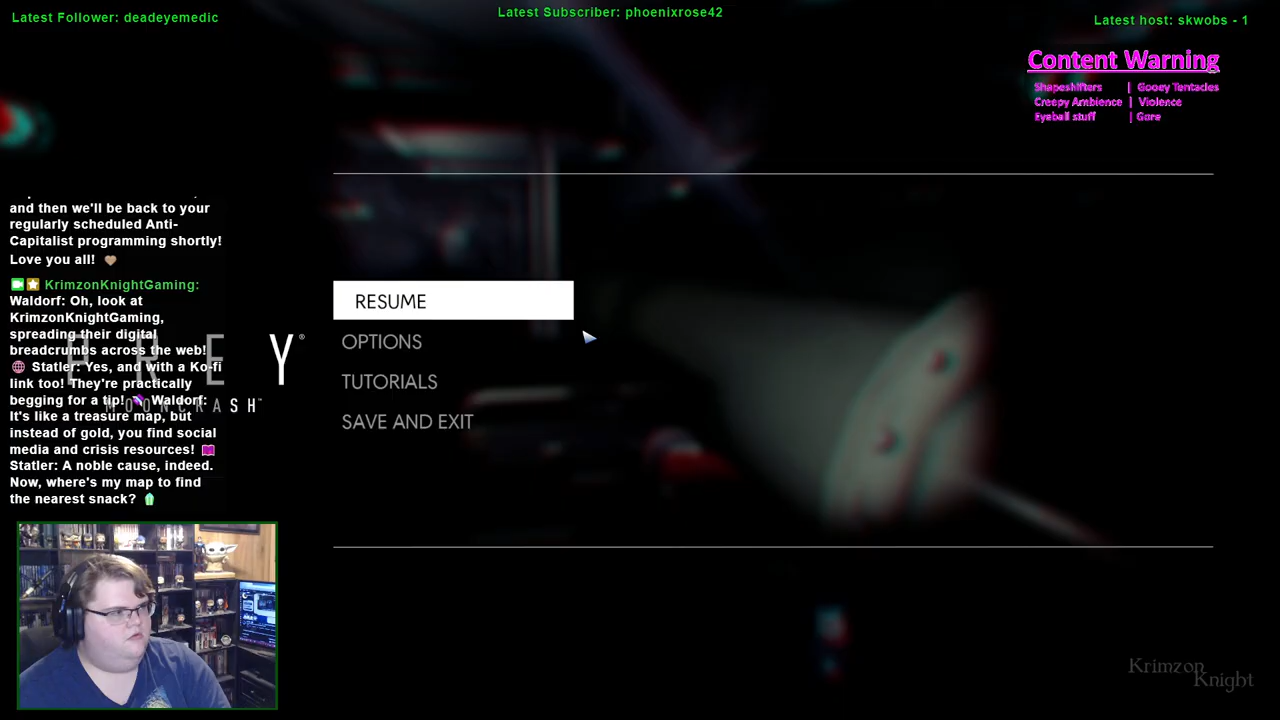 Latest Follower: deadeyemedic
Latest Subscriber: phoenixrose42
Latest host: skwobs - 1
Content Warning
Shapeshifters | Gooey Tentacles
Creepy Ambience | Violence
Eyeball stuff | Gore
and then we'll be back to your
regularly scheduled Anti-
Capitalist programming shortly!
Love you all!
KrimzonKnightGaming:
Waldorf: Oh, look at
KrimzonKnightGaming,
spreading their digital
breadcrumbs across the web!
Statler: Yes, and with a Ko-fi
link too! They're practically
begging for a tip! Waldorf:
It's like a treasure map, but
instead of gold, you find social
media and crisis resources!
Statler: A noble cause, indeed.
Now, where's my map to find
the nearest snack?
PREY®
MOONCRASH™
RESUME
OPTIONS
TUTORIALS
SAVE AND EXIT
Krimzon
Knight